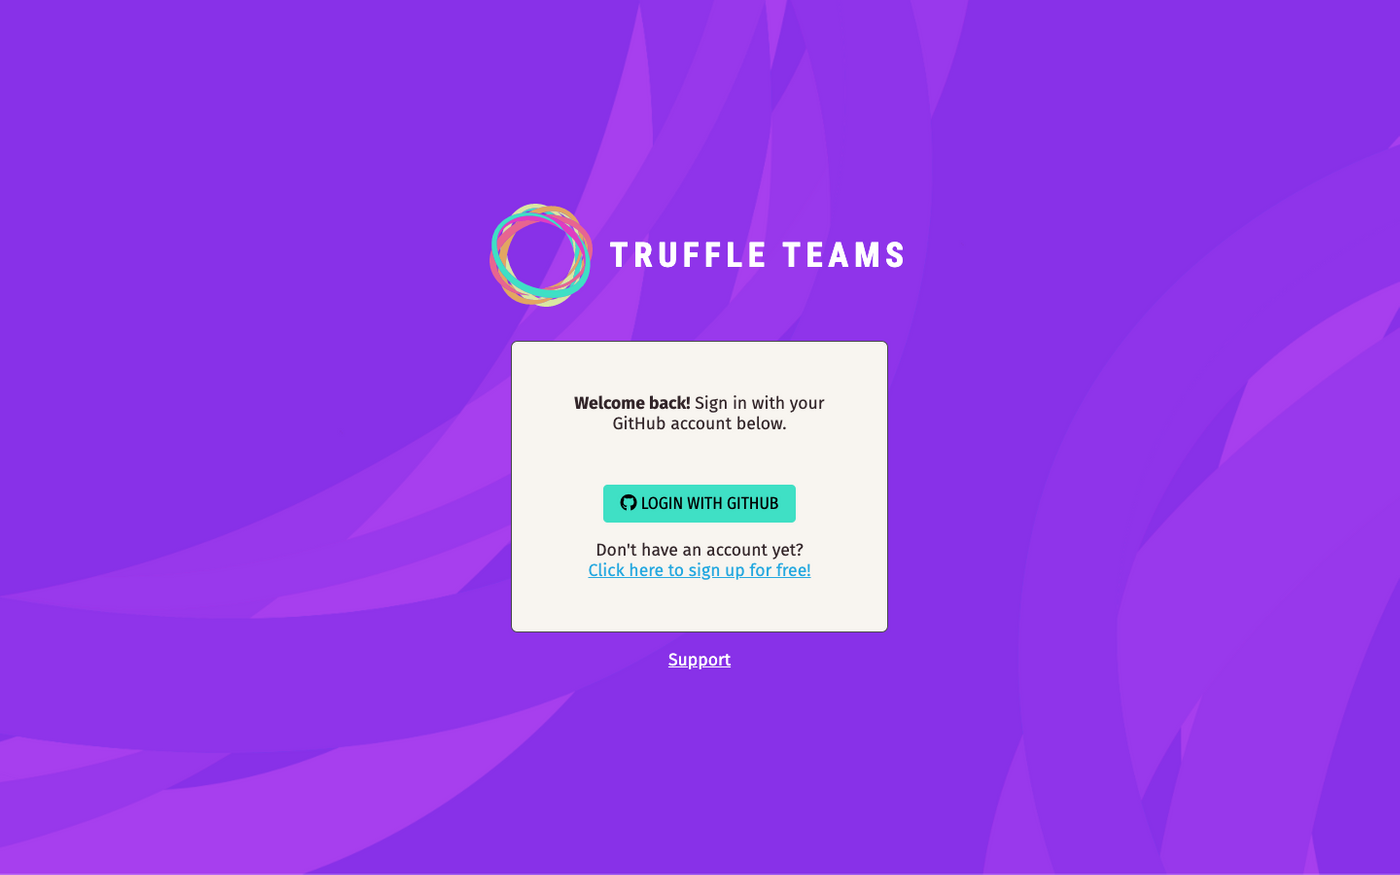 TRUFFLE TEAMS
Welcome back! Sign in with your
GitHub account below.
LOGIN WITH GITHUB
Don't have an account yet?
Click here to sign up for free!
Support